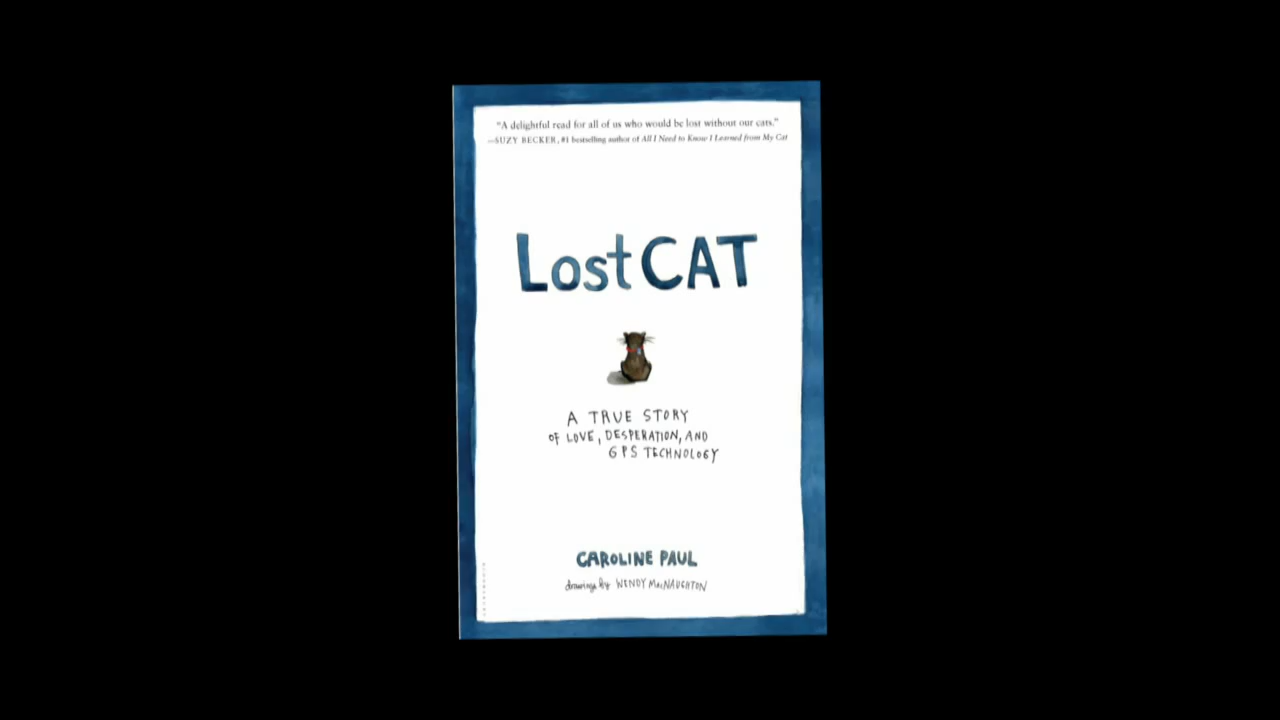 "A delightful read for all of us who would be lost without our cats."
—SUZY BECKER, #1 bestselling author of All I Need to Know I Learned from My Cat
Lost CAT
A TRUE STORY
OF LOVE, DESPERATION, AND
GPS TECHNOLOGY
CAROLINE PAUL
drawings by WENDY MacNAUGHTON